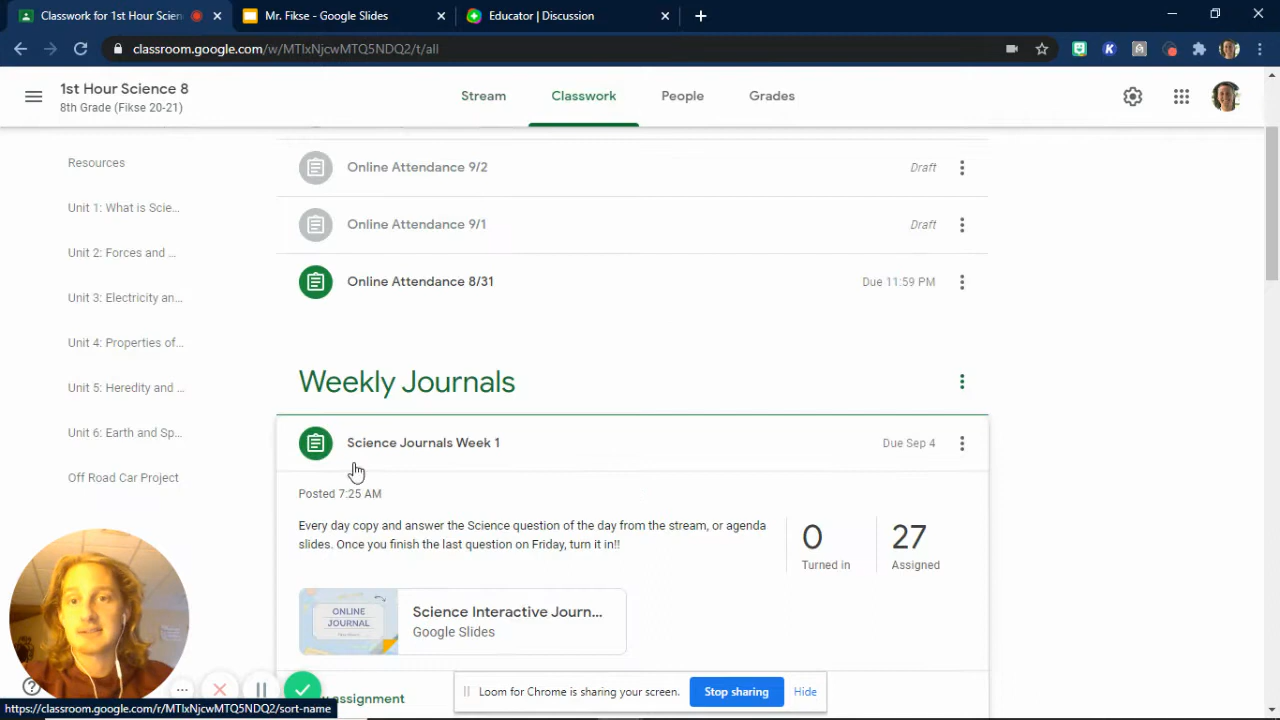 Classwork for 1st Hour Scien
Mr. Fikse - Google Slides
Educator | Discussion
classroom.google.com/w/MTIxNjcwMTQ5NDQ2/t/all
1st Hour Science 8
8th Grade (Fikse 20-21)
Stream
Classwork
People
Grades
Resources
Unit 1: What is Scie...
Unit 2: Forces and ...
Unit 3: Electricity an...
Unit 4: Properties of...
Unit 5: Heredity and ...
Unit 6: Earth and Sp...
Off Road Car Project
Online Attendance 9/2
Draft
Online Attendance 9/1
Draft
Online Attendance 8/31
Due 11:59 PM
Weekly Journals
Science Journals Week 1
Due Sep 4
Posted 7:25 AM
Every day copy and answer the Science question of the day from the stream, or agenda
slides. Once you finish the last question on Friday, turn it in!!
0
Turned in
27
Assigned
ONLINE
JOURNAL
Science Interactive Journ...
Google Slides
assignment
Loom for Chrome is sharing your screen.
Stop sharing
Hide
https://classroom.google.com/r/MTIxNjcwMTQ5NDQ2/sort-name